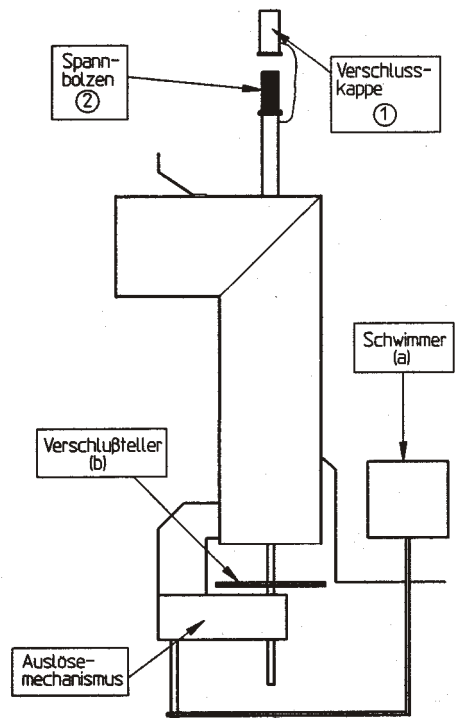 Spann-
bolzen
2
Verschluss-
kappe
1
Schwimmer
(a)
Verschlußteller
(b)
Auslöse-
mechanismus